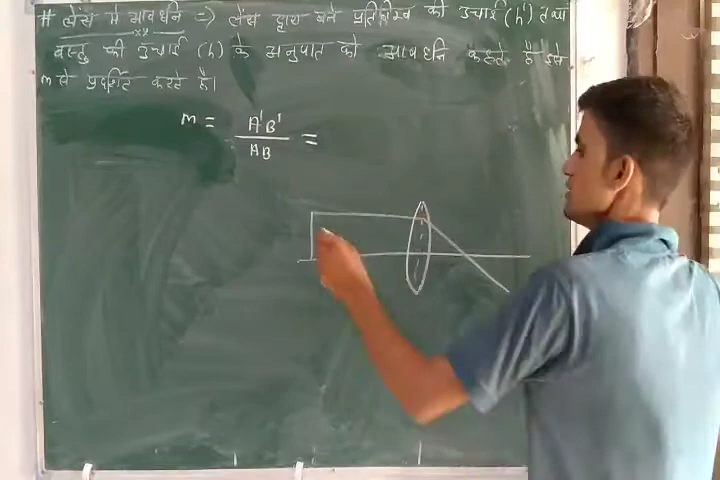 # लेंस मे आवर्धन => लेंस द्वारा बने प्रतिबिम्ब की उचाई (h') तथा
वस्तु की उचाई (h) के अनुपात को आवर्धन कहते है इसे
m से प्रदर्शित करते है।
m = A'B' / AB =